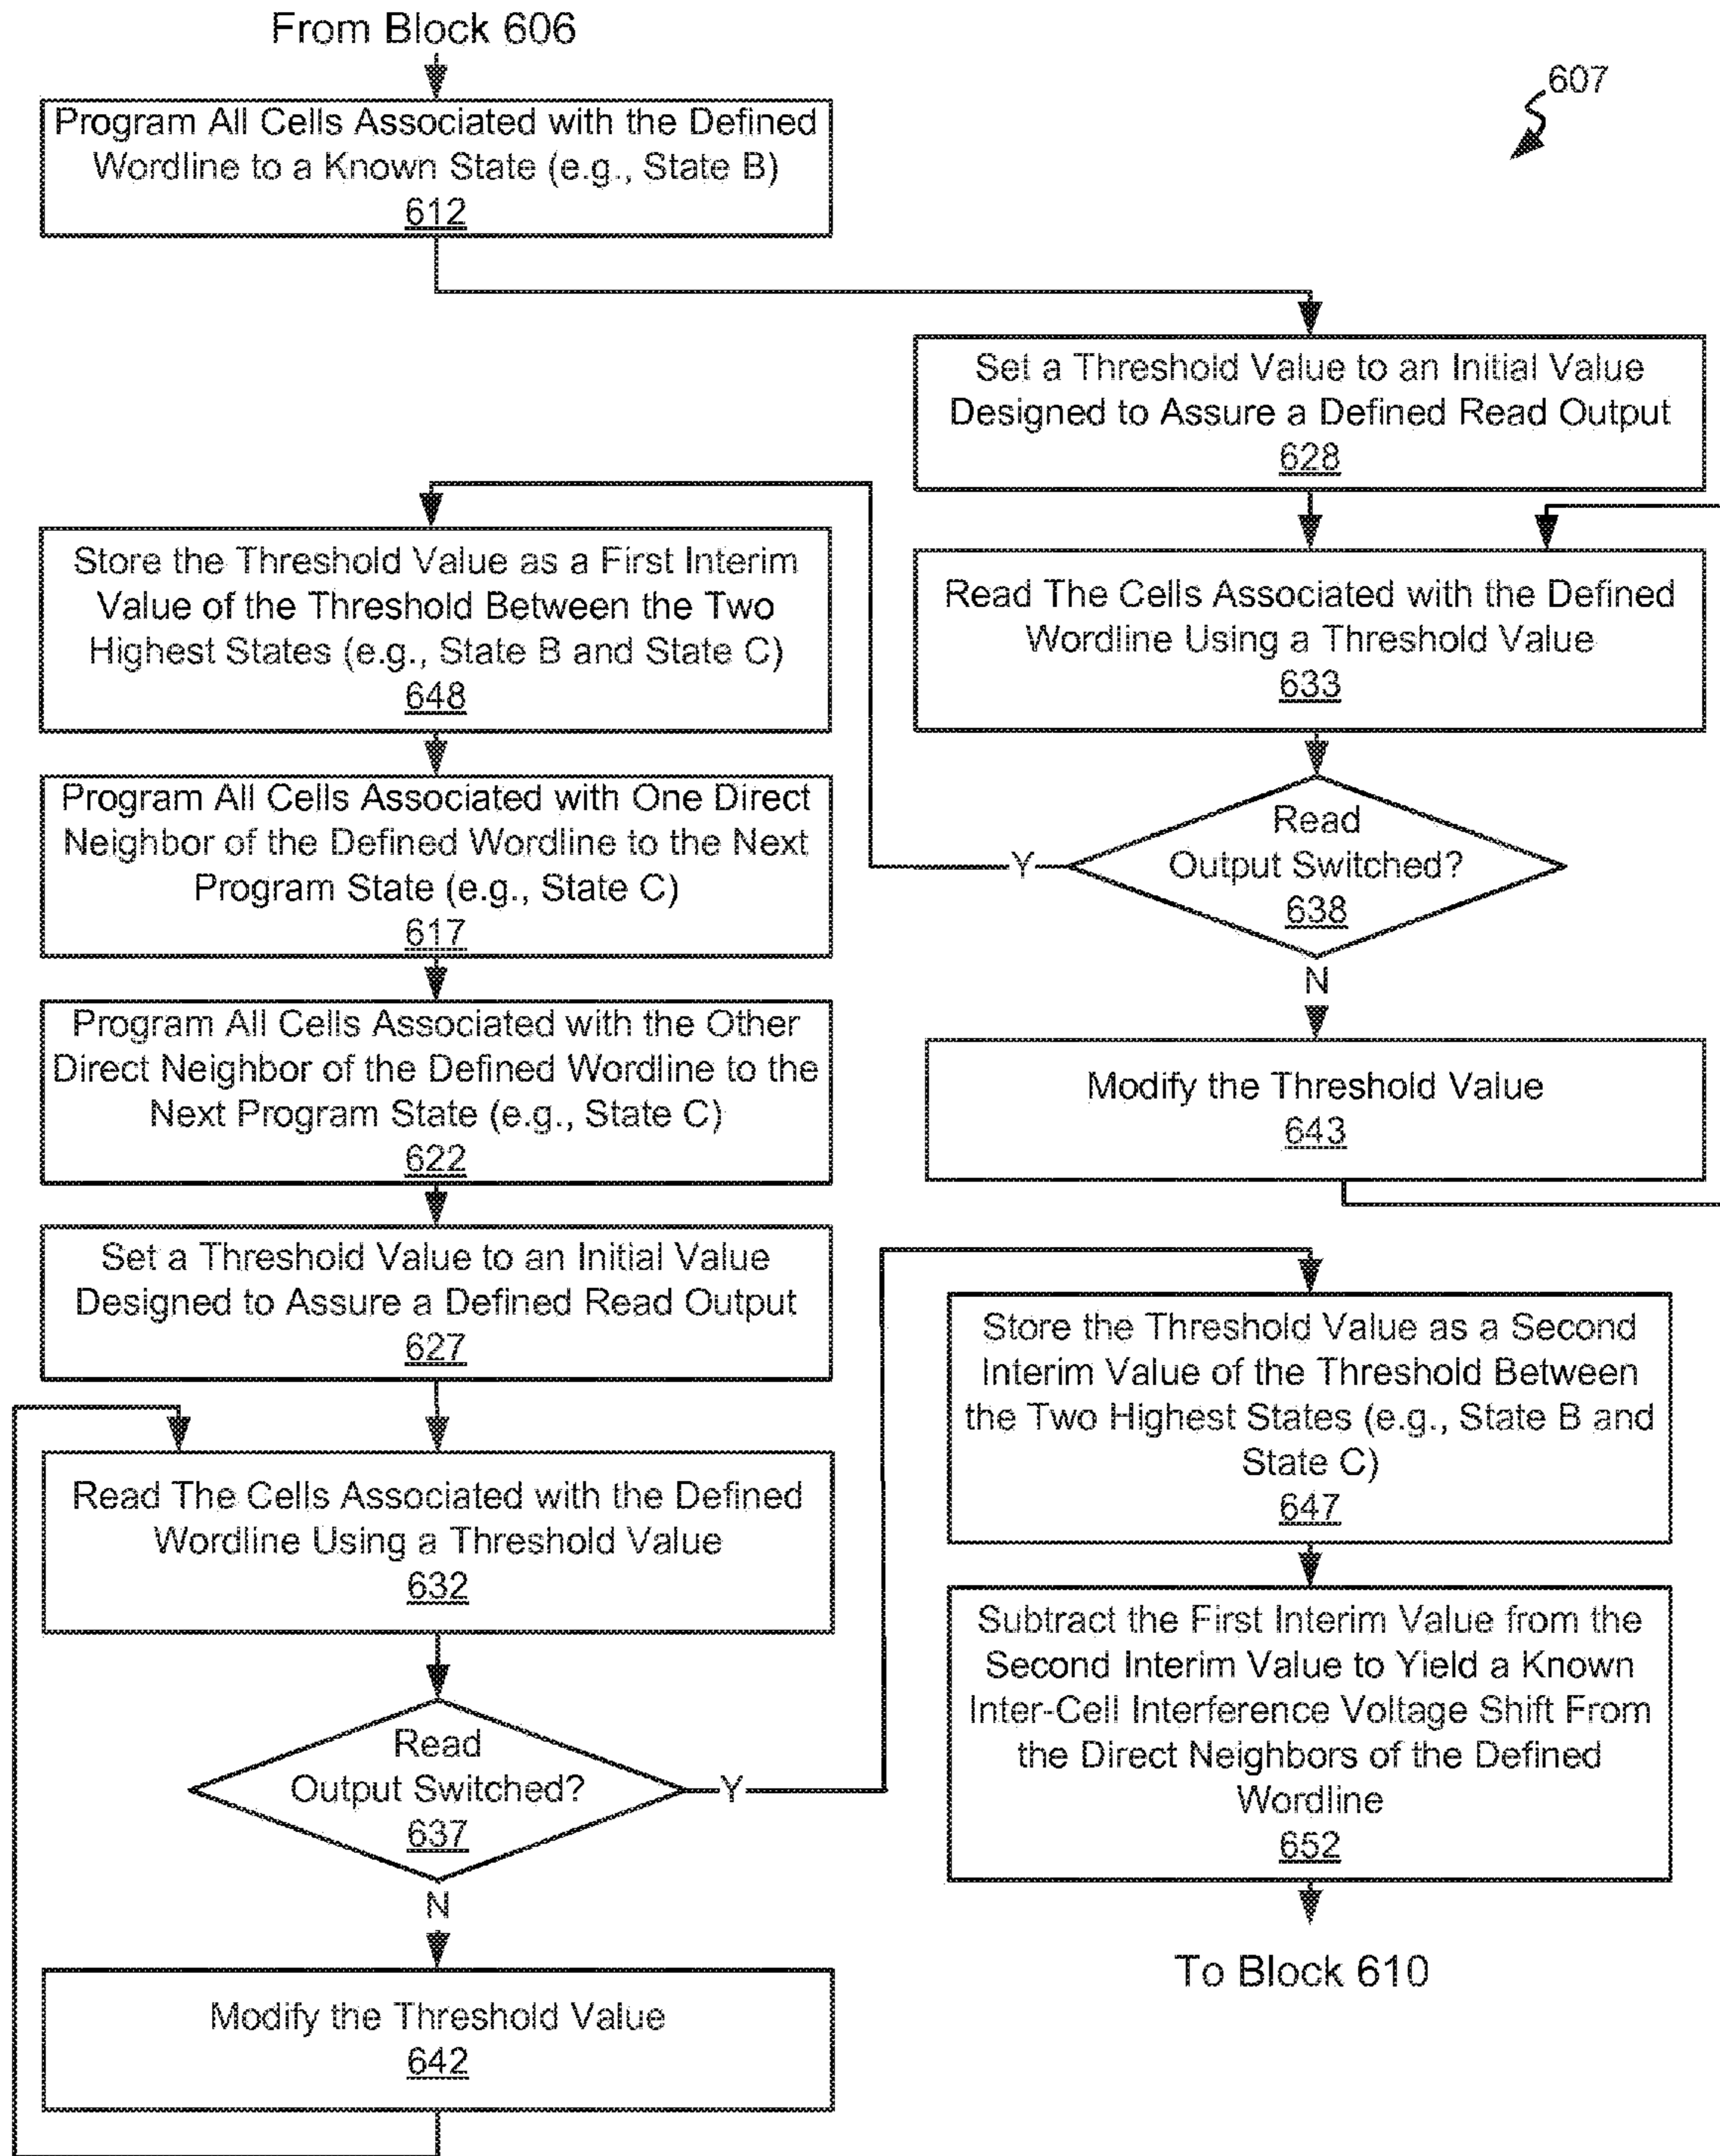 From Block 606
607
Program All Cells Associated with the Defined
Wordline to a Known State (e.g., State B)
612
Set a Threshold Value to an Initial Value
Designed to Assure a Defined Read Output
628
Read The Cells Associated with the Defined
Wordline Using a Threshold Value
633
Read
Output Switched?
638
Y
N
Modify the Threshold Value
643
Store the Threshold Value as a First Interim
Value of the Threshold Between the Two
Highest States (e.g., State B and State C)
648
Program All Cells Associated with One Direct
Neighbor of the Defined Wordline to the Next
Program State (e.g., State C)
617
Program All Cells Associated with the Other
Direct Neighbor of the Defined Wordline to the
Next Program State (e.g., State C)
622
Set a Threshold Value to an Initial Value
Designed to Assure a Defined Read Output
627
Read The Cells Associated with the Defined
Wordline Using a Threshold Value
632
Read
Output Switched?
637
Y
N
Modify the Threshold Value
642
Store the Threshold Value as a Second
Interim Value of the Threshold Between
the Two Highest States (e.g., State B and
State C)
647
Subtract the First Interim Value from the
Second Interim Value to Yield a Known
Inter-Cell Interference Voltage Shift From
the Direct Neighbors of the Defined
Wordline
652
To Block 610